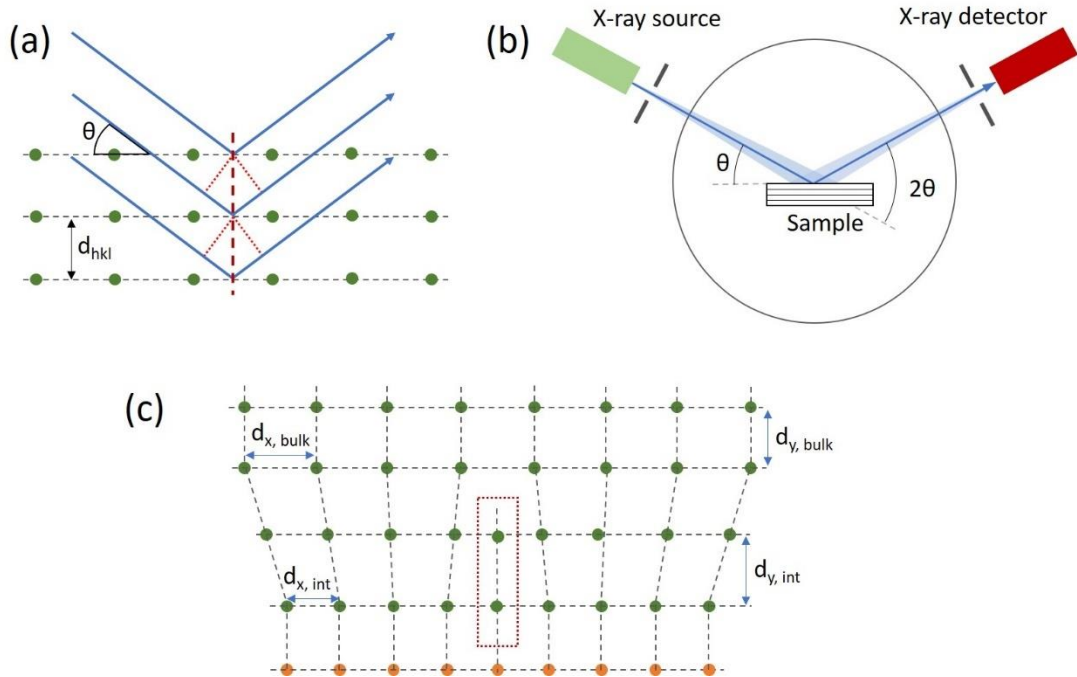 (a)
θ
d_hkl
(b)
X-ray source
X-ray detector
θ
2θ
Sample
(c)
d_x, bulk
d_y, bulk
d_x, int
d_y, int